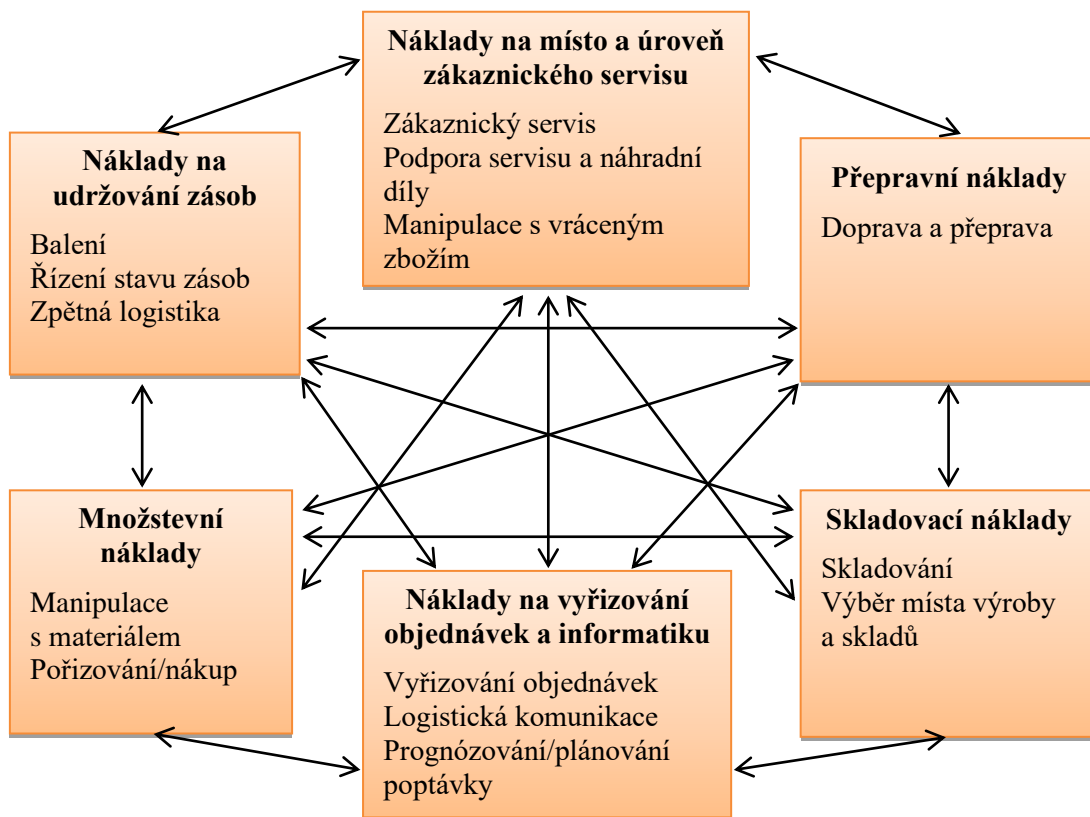 Náklady na místo a úroveň
zákaznického servisu
Zákaznický servis
Podpora servisu a náhradní
díly
Manipulace s vráceným
zbožím
Náklady na
udržování zásob
Balení
Řízení stavu zásob
Zpětná logistika
Přepravní náklady
Doprava a přeprava
Množstevní
náklady
Manipulace
s materiálem
Pořizování/nákup
Náklady na vyřizování
objednávek a informatiku
Vyřizování objednávek
Logistická komunikace
Prognózování/plánování
poptávky
Skladovací náklady
Skladování
Výběr místa výroby
a skladů